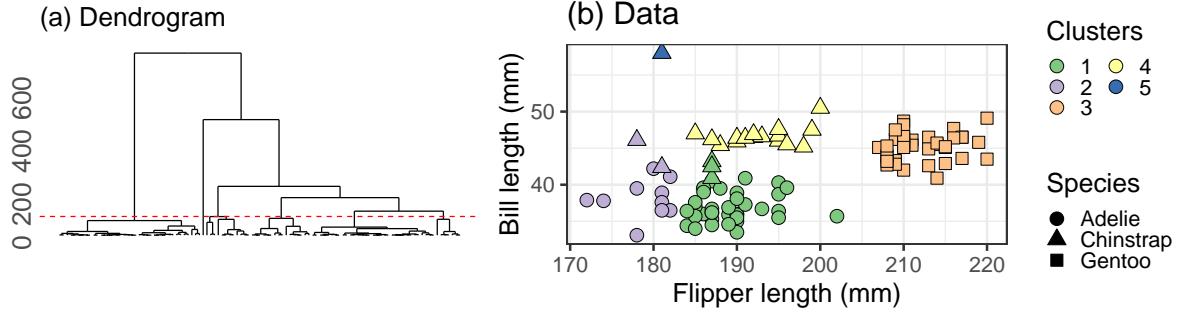 (a) Dendrogram
0 200 400 600
(b) Data
Bill length (mm)
50
40
170 180 190 200 210 220
Flipper length (mm)
Clusters
1 4
2 5
3
Species
Adelie
Chinstrap
Gentoo